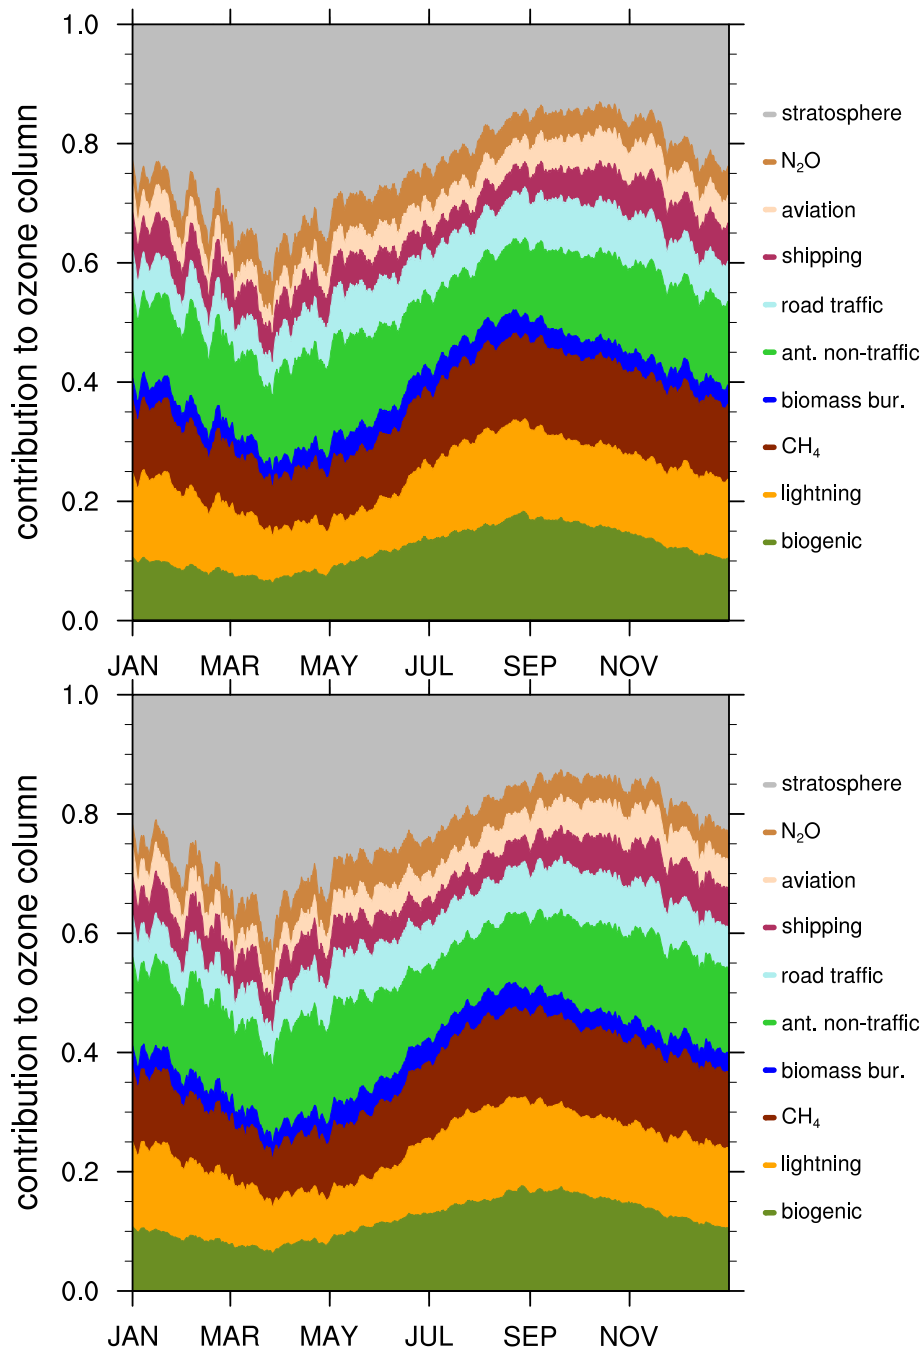 1.0
0.8
0.6
0.4
0.2
0.0
contribution to ozone column
JAN MAR MAY JUL SEP NOV
stratosphere
N₂O
aviation
shipping
road traffic
ant. non-traffic
biomass bur.
CH₄
lightning
biogenic
1.0
0.8
0.6
0.4
0.2
0.0
contribution to ozone column
JAN MAR MAY JUL SEP NOV
stratosphere
N₂O
aviation
shipping
road traffic
ant. non-traffic
biomass bur.
CH₄
lightning
biogenic